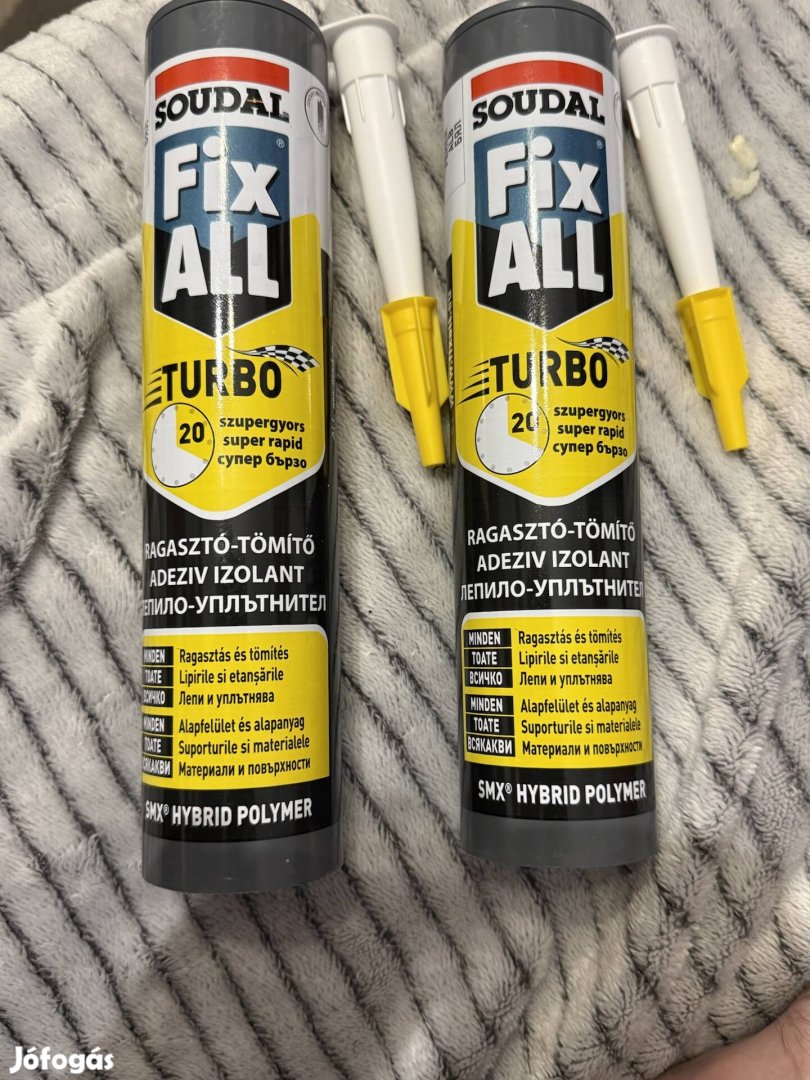 SOUDAL
Fix
ALL
®
TURBO
20'
szupergyors
super rapid
супер бързо
RAGASZTÓ-TÖMÍTŐ
ADEZIV IZOLANT
ЛЕПИЛО-УПЛЪТНИТЕЛ
MINDEN Ragasztás és tömítés
TOATE Lipirile si etanșările
ВСИЧКО Лепи и уплътнява
MINDEN Alapfelület és alapanyag
TOATE Suporturile si materialele
ВСЯКАКВИ Материали и повърхности
SMX® HYBRID POLYMER
SOUDAL
Fix
ALL
®
TURBO
20'
szupergyors
super rapid
супер бързо
RAGASZTÓ-TÖMÍTŐ
ADEZIV IZOLANT
ЛЕПИЛО-УПЛЪТНИТЕЛ
MINDEN Ragasztás és tömítés
TOATE Lipirile si etanșările
ВСИЧКО Лепи и уплътнява
MINDEN Alapfelület és alapanyag
TOATE Suporturile si materialele
ВСЯКАКВИ Материали и повърхности
SMX® HYBRID POLYMER
Jófogás